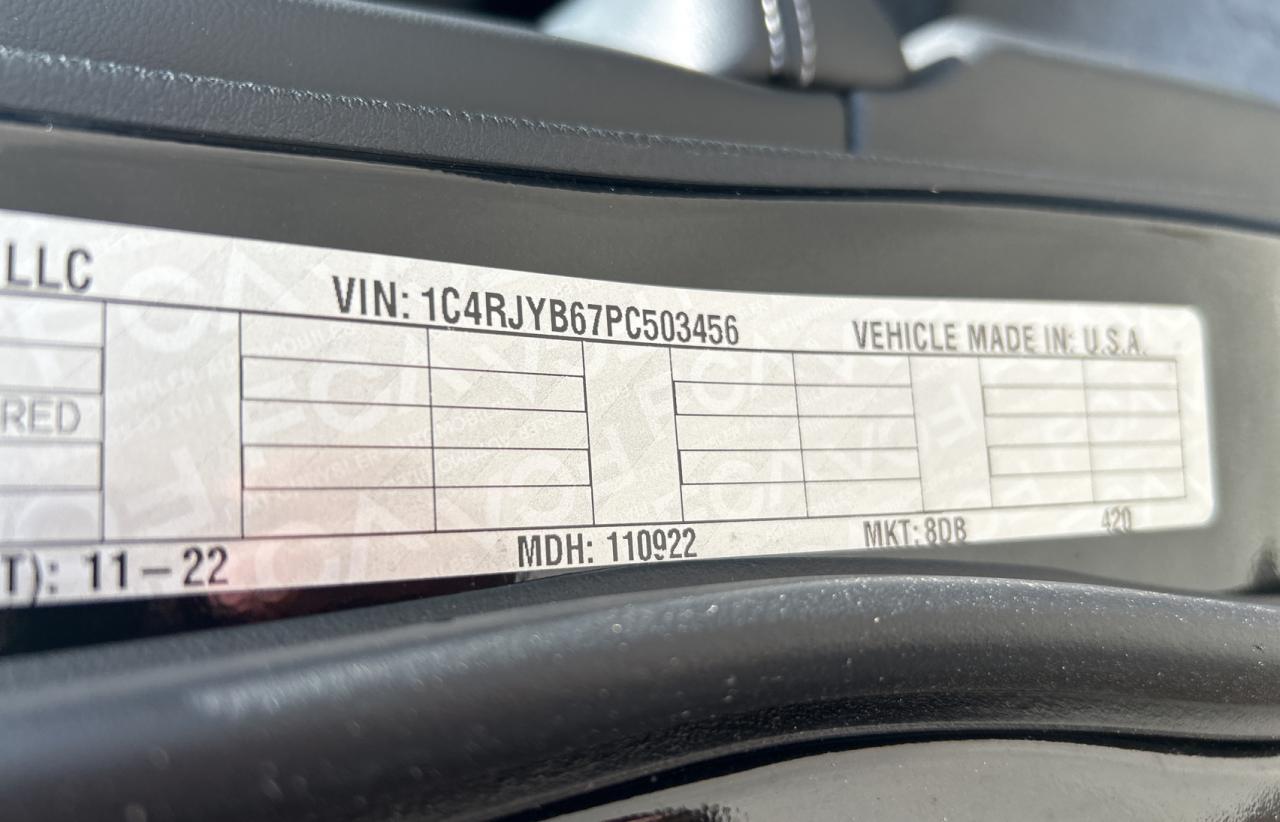 LLC
VIN: 1C4RJYB67PC503456
VEHICLE MADE IN: U.S.A.
RED
T): 11-22
MDH: 110922
MKT: 8DB
420